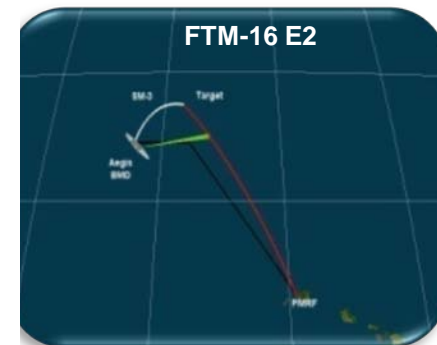 FTM-16 E2
SM-3
Target
Aegis
BMD
PMRF